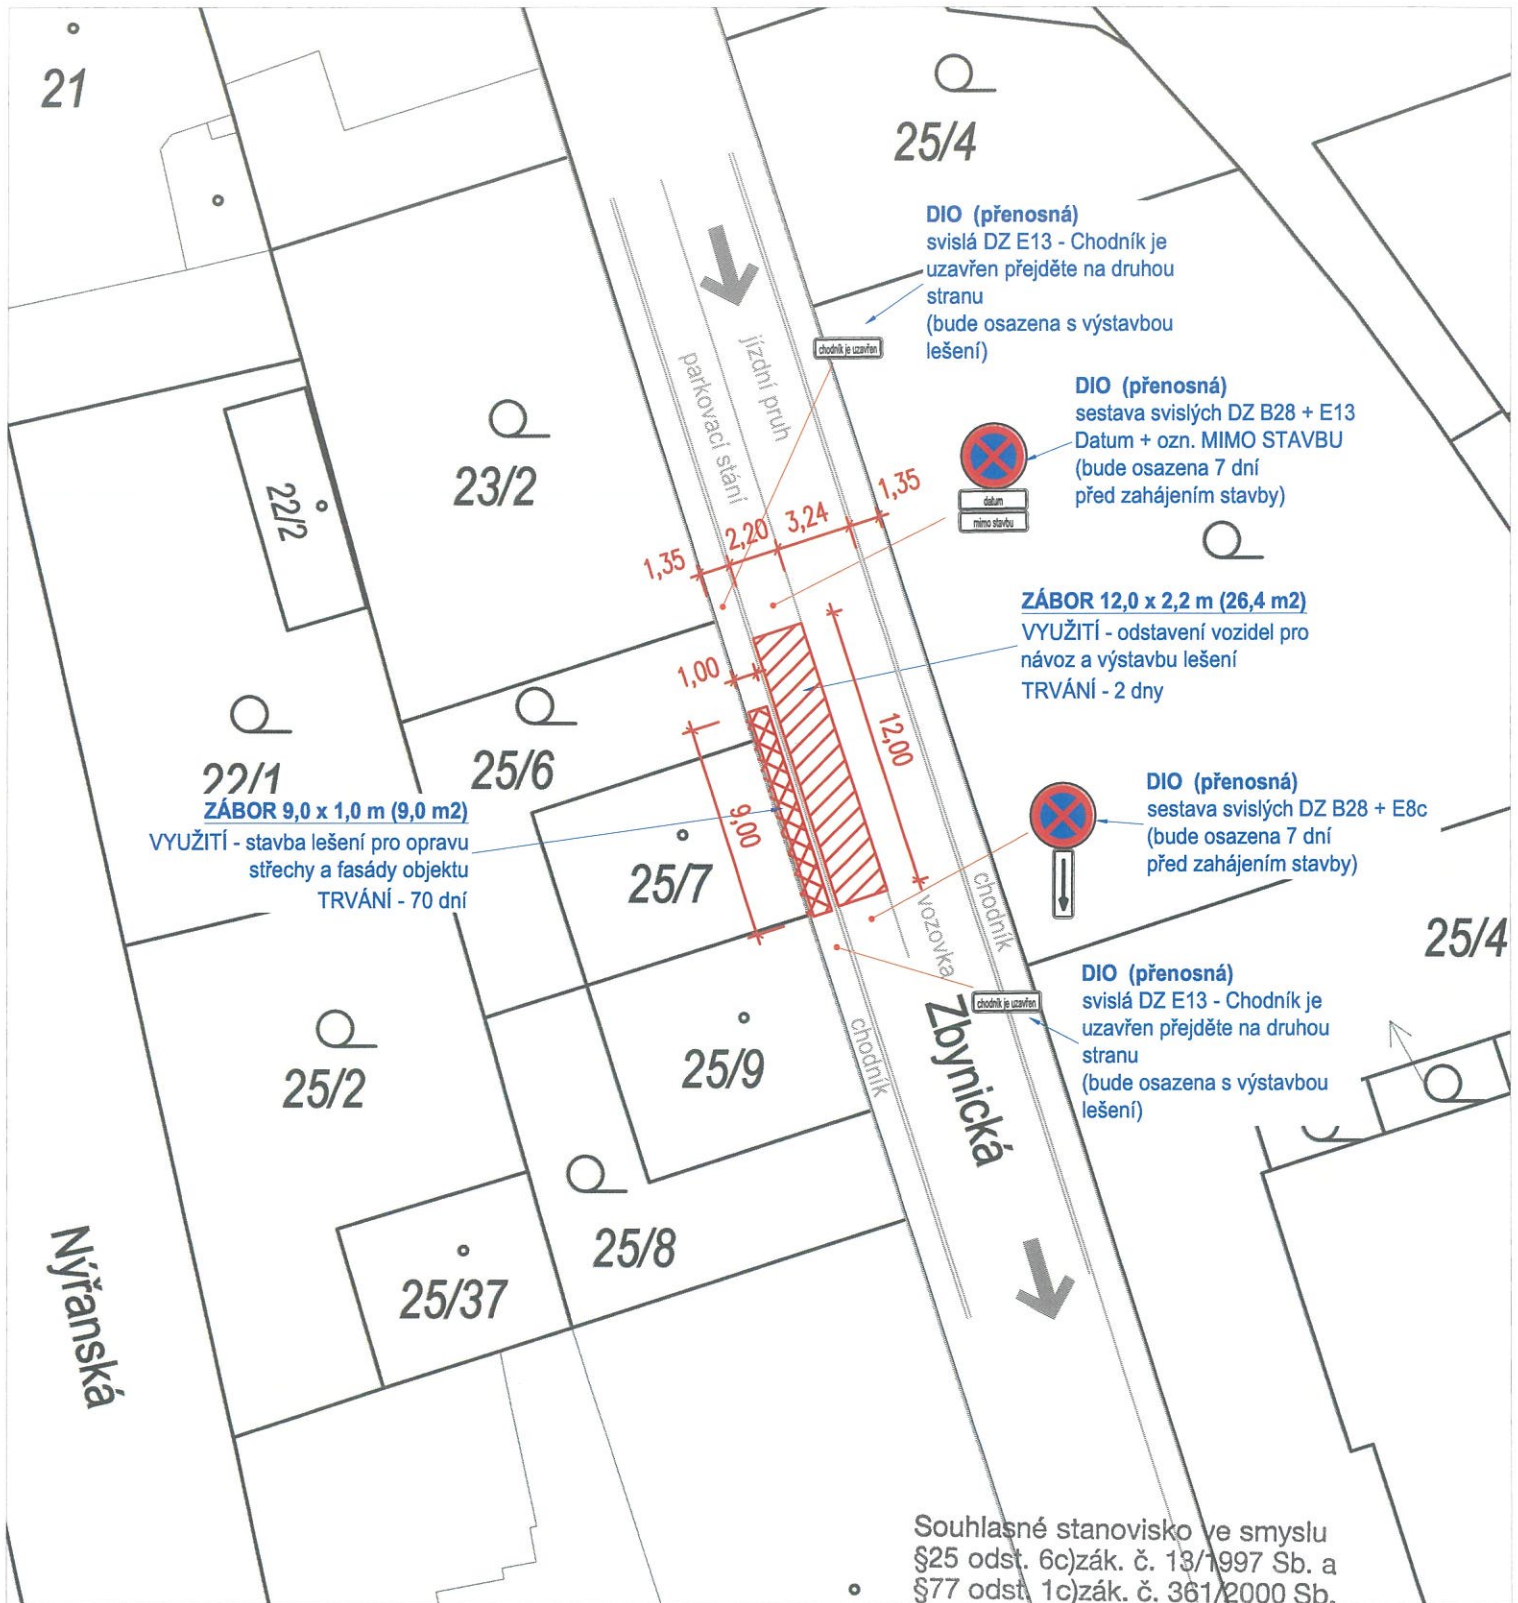 21
25/4
DIO (přenosná)
svislá DZ E13 - Chodník je
uzavřen přejděte na druhou
stranu
(bude osazena s výstavbou
lešení)
chodník je uzavřen
jízdní pruh
parkovací stání
DIO (přenosná)
sestava svislých DZ B28 + E13
Datum + ozn. MIMO STAVBU
(bude osazena 7 dní
před zahájením stavby)
datum
mimo stavbu
23/2
22/2
1,35
2,20
3,24
1,35
ZÁBOR 12,0 x 2,2 m (26,4 m2)
VYUŽITÍ - odstavení vozidel pro
návoz a výstavbu lešení
TRVÁNÍ - 2 dny
1,00
12,00
9,00
22/1
25/6
ZÁBOR 9,0 x 1,0 m (9,0 m2)
VYUŽITÍ - stavba lešení pro opravu
střechy a fasády objektu
TRVÁNÍ - 70 dní
25/7
DIO (přenosná)
sestava svislých DZ B28 + E8c
(bude osazena 7 dní
před zahájením stavby)
chodník
vozovka
25/4
DIO (přenosná)
svislá DZ E13 - Chodník je
uzavřen přejděte na druhou
stranu
(bude osazena s výstavbou
lešení)
chodník je uzavřen
Zbynická
chodník
25/9
25/2
25/8
25/37
Nýřanská
Souhlasné stanovisko ve smyslu
§25 odst. 6c)zák. č. 13/1997 Sb. a
§77 odst. 1c)zák. č. 361/2000 Sb.